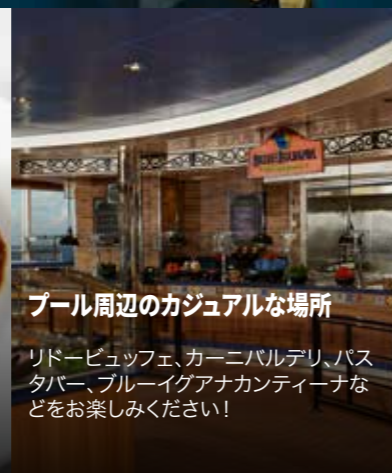 BLUE IGUANA
プール周辺のカジュアルな場所
リドービュッフェ、カーニバルデリ、パス
タバー、ブルーイグアナカンティーナな
どをお楽しみください！